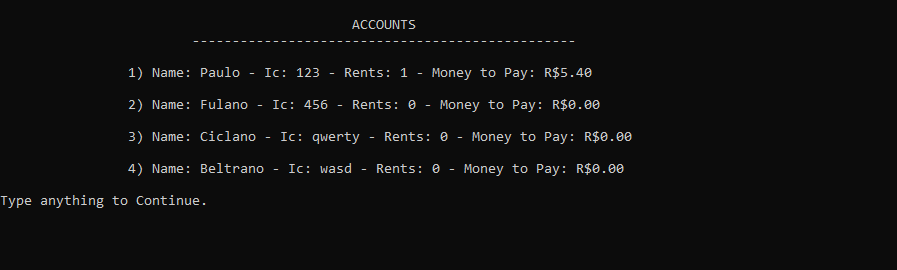 ACCOUNTS
------------------------------------------------
1) Name: Paulo - Ic: 123 - Rents: 1 - Money to Pay: R$5.40
2) Name: Fulano - Ic: 456 - Rents: 0 - Money to Pay: R$0.00
3) Name: Ciclano - Ic: qwerty - Rents: 0 - Money to Pay: R$0.00
4) Name: Beltrano - Ic: wasd - Rents: 0 - Money to Pay: R$0.00
Type anything to Continue.